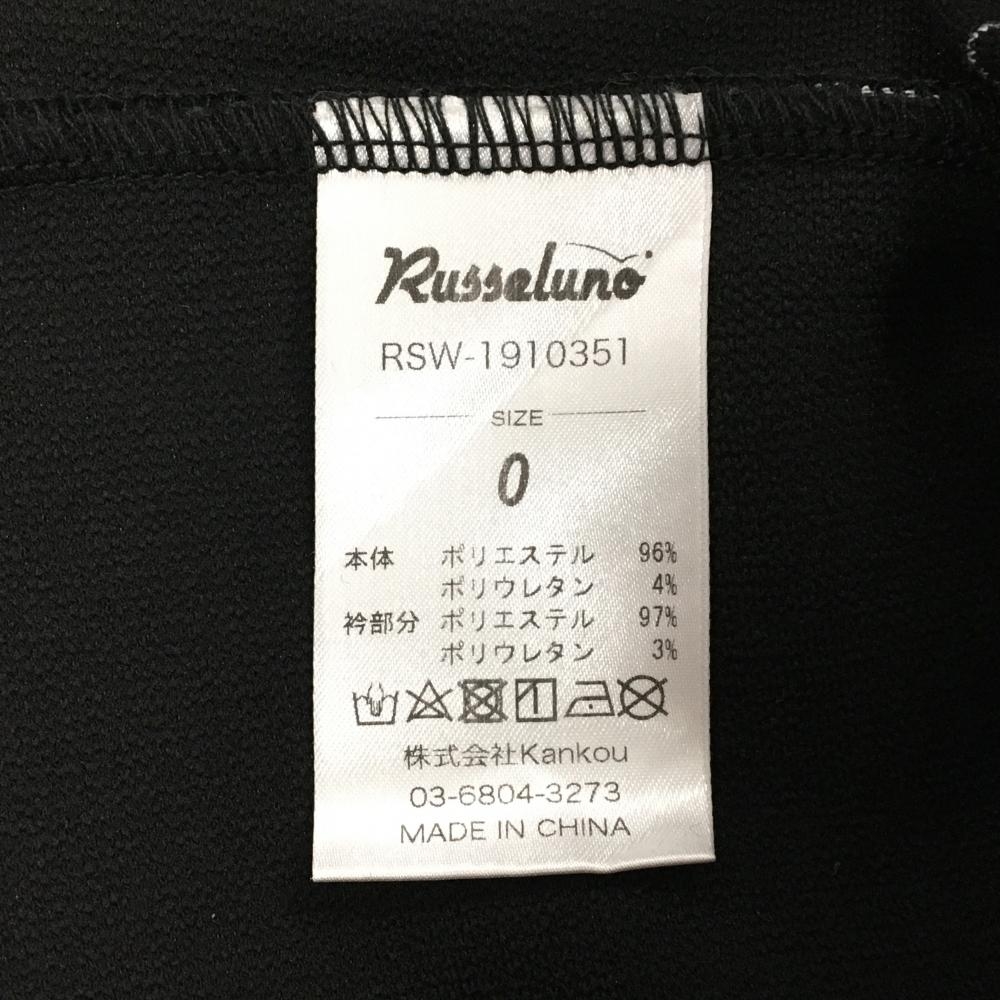 Russeluno
RSW-1910351
SIZE
0
本体 ポリエステル 96%
ポリウレタン 4%
衿部分 ポリエステル 97%
ポリウレタン 3%
株式会社Kankou
03-6804-3273
MADE IN CHINA